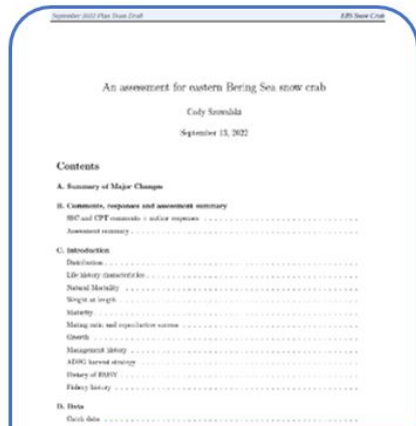 September 2022 Plan Team Draft EBS Snow Crab
An assessment for eastern Bering Sea snow crab
Cody Szuwalski
September 13, 2022
Contents
A. Summary of Major Changes
B. Comments, responses and assessment summary
SSC and CPT comments + author responses
Assessment summary
C. Introduction
Distribution
Life history characteristics
Natural Mortality
Weight at length
Maturity
Mating ratio and reproductive success
Growth
Management history
ADFG harvest strategy
History of BMSY
Fishery history
D. Data
Catch data